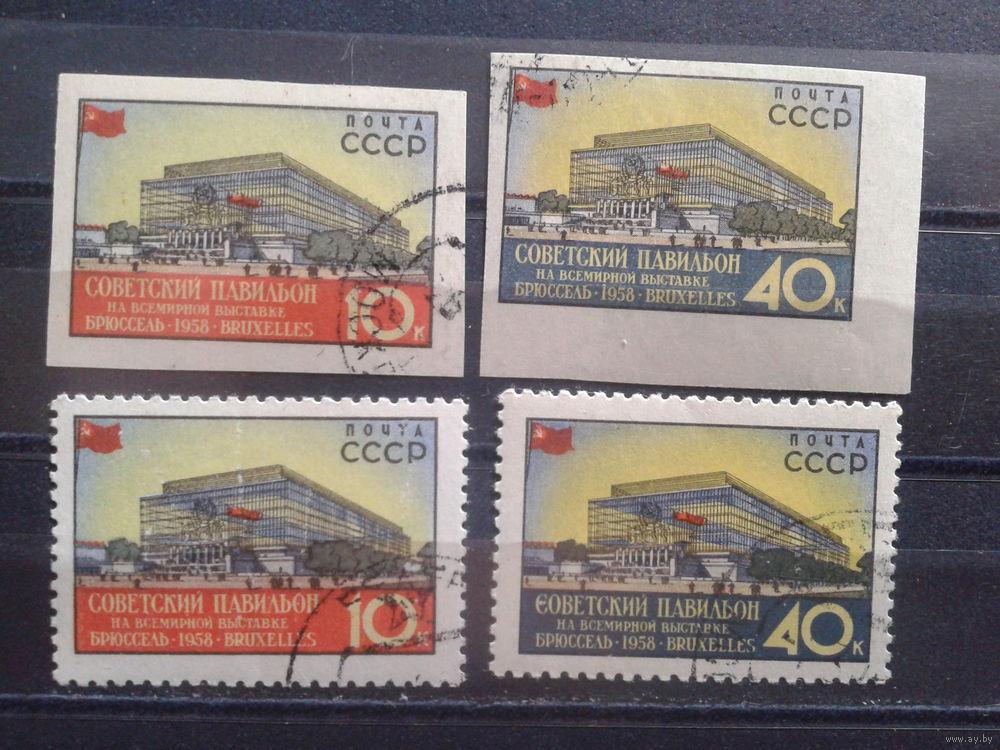 ПОЧТА
СССР
СОВЕТСКИЙ ПАВИЛЬОН
НА ВСЕМИРНОЙ ВЫСТАВКЕ
БРЮССЕЛЬ · 1958 · BRUXELLES
10 К
ПОЧТА
СССР
СОВЕТСКИЙ ПАВИЛЬОН
НА ВСЕМИРНОЙ ВЫСТАВКЕ
БРЮССЕЛЬ · 1958 · BRUXELLES
40 К
ПОЧТА
СССР
СОВЕТСКИЙ ПАВИЛЬОН
НА ВСЕМИРНОЙ ВЫСТАВКЕ
БРЮССЕЛЬ · 1958 · BRUXELLES
10 К
ПОЧТА
СССР
СОВЕТСКИЙ ПАВИЛЬОН
НА ВСЕМИРНОЙ ВЫСТАВКЕ
БРЮССЕЛЬ · 1958 · BRUXELLES
40 К
www.ay.by